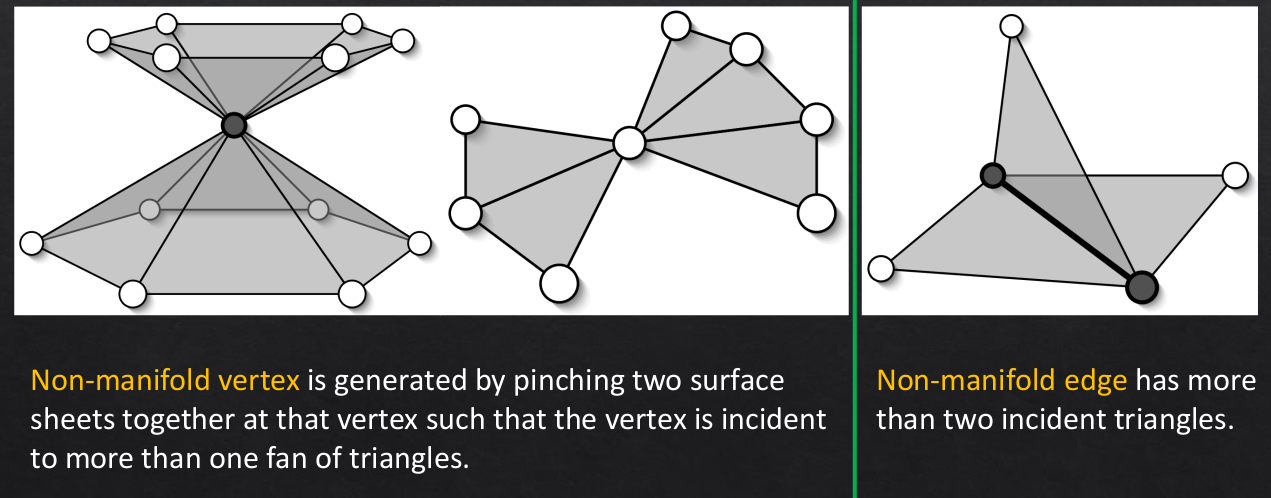 Non-manifold vertex is generated by pinching two surface
sheets together at that vertex such that the vertex is incident
to more than one fan of triangles.
Non-manifold edge has more
than two incident triangles.